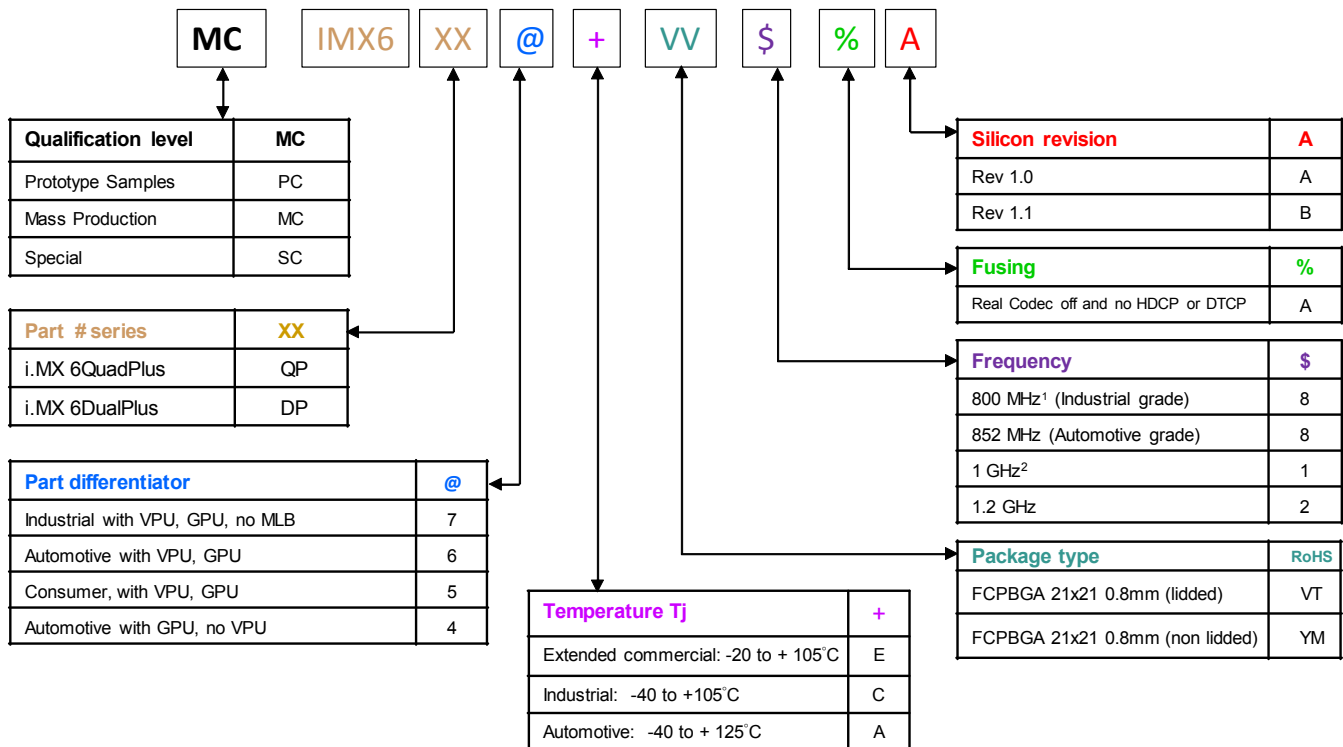 MC IMX6 XX @ + VV $ % A
Qualification level MC
Prototype Samples PC
Mass Production MC
Special SC
Part # series XX
i.MX 6QuadPlus QP
i.MX 6DualPlus DP
Part differentiator @
Industrial with VPU, GPU, no MLB 7
Automotive with VPU, GPU 6
Consumer, with VPU, GPU 5
Automotive with GPU, no VPU 4
Temperature Tj +
Extended commercial: -20 to + 105°C E
Industrial: -40 to +105°C C
Automotive: -40 to + 125°C A
Silicon revision A
Rev 1.0 A
Rev 1.1 B
Fusing %
Real Codec off and no HDCP or DTCP A
Frequency $
800 MHz¹ (Industrial grade) 8
852 MHz (Automotive grade) 8
1 GHz² 1
1.2 GHz 2
Package type RoHS
FCPBGA 21x21 0.8mm (lidded) VT
FCPBGA 21x21 0.8mm (non lidded) YM